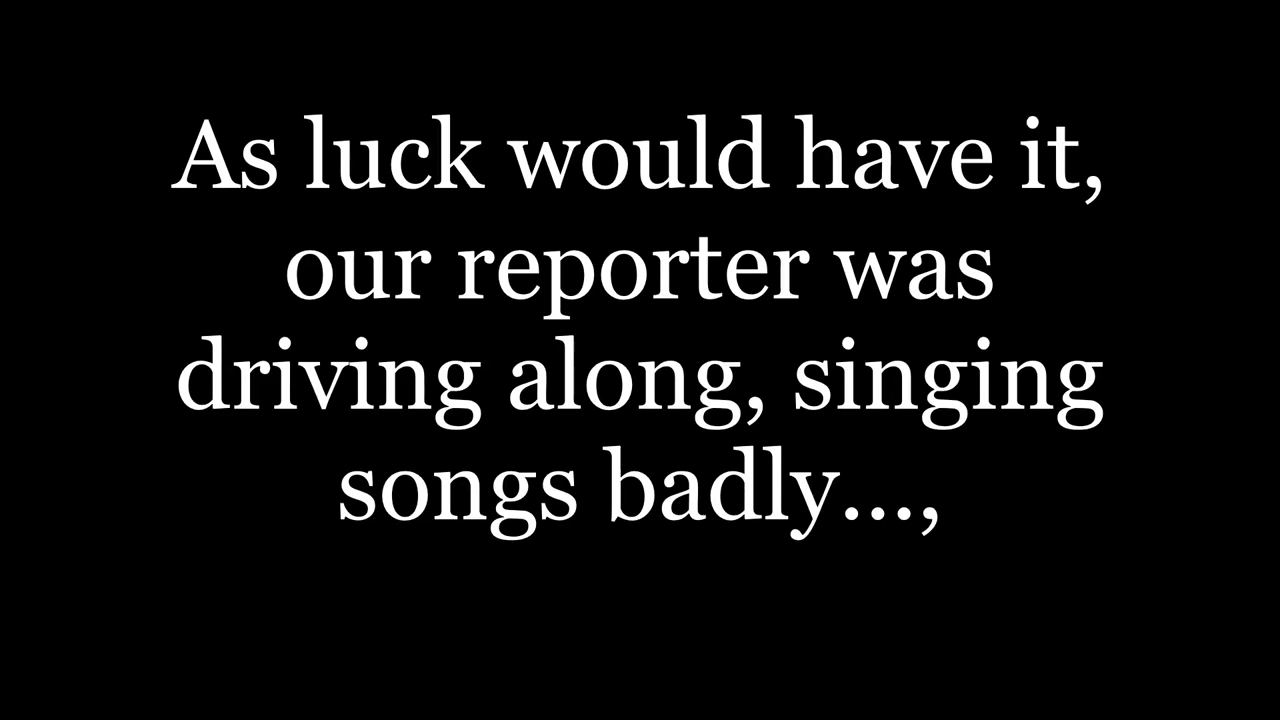 As luck would have it,
our reporter was
driving along, singing
songs badly...,